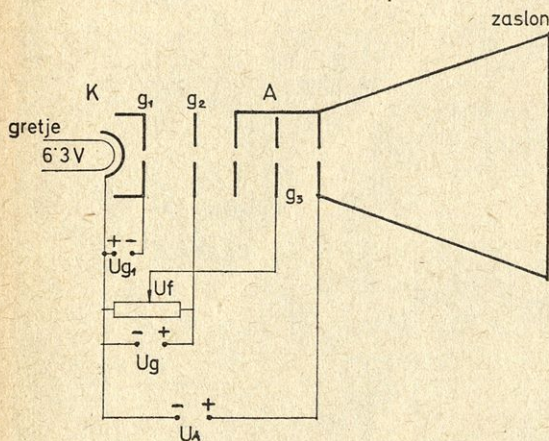 zaslon
K g1 g2 A
gretje
6·3V
g3
+ -
Ug1
Uf
- +
Ug
- +
UA